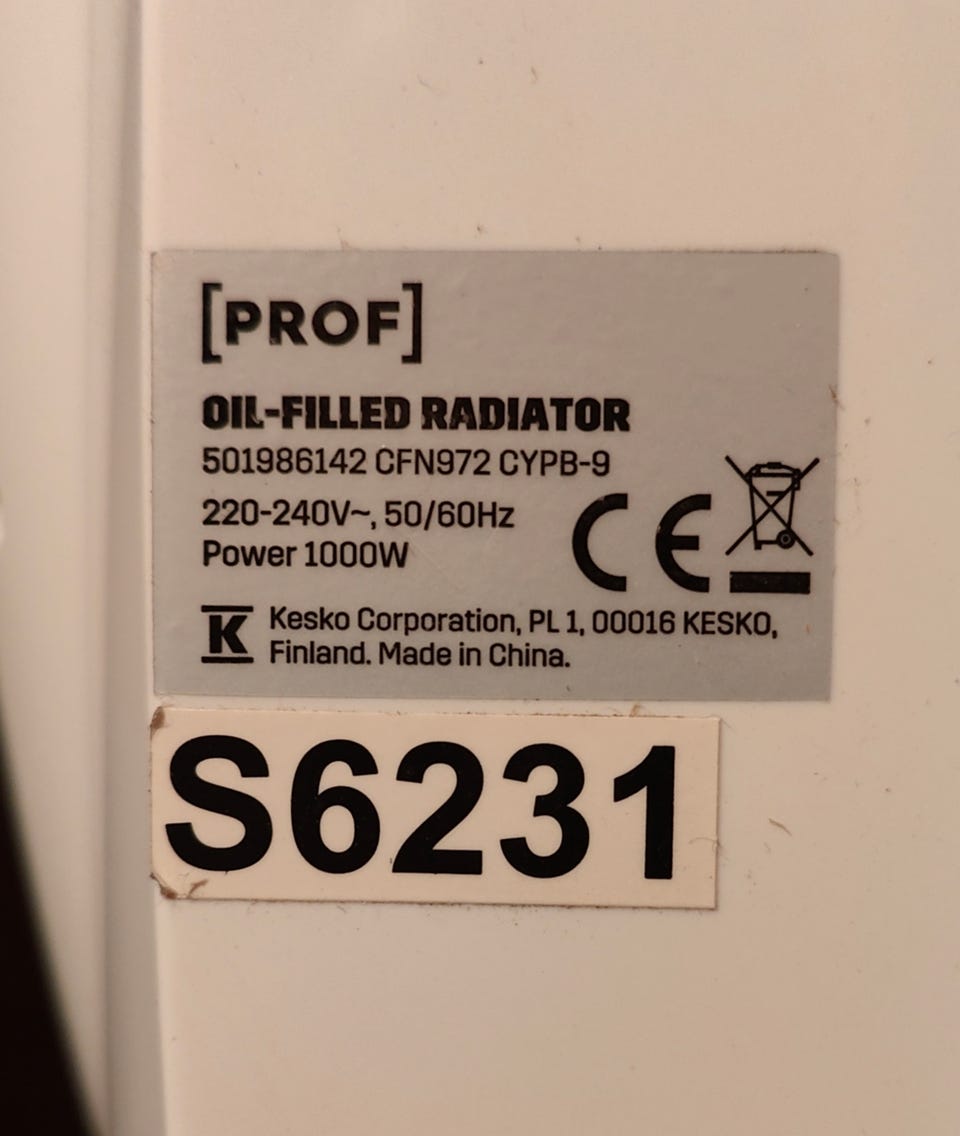 [PROF]
OIL-FILLED RADIATOR
501986142 CFN972 CYPB-9
220-240V~, 50/60Hz
Power 1000W
CE
K
Kesko Corporation, PL 1, 00016 KESKO,
Finland. Made in China.
S6231